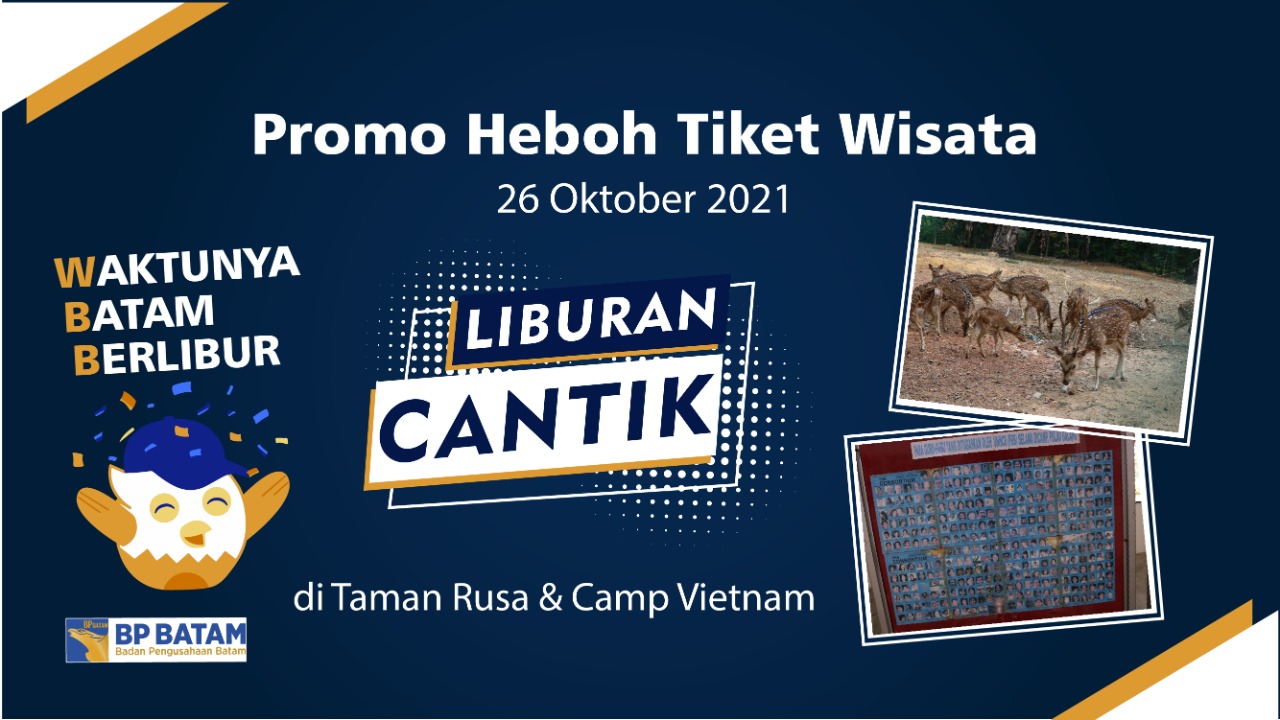 Promo Heboh Tiket Wisata
26 Oktober 2021
WAKTUNYA
BATAM
BERLIBUR
LIBURAN
CANTIK
di Taman Rusa & Camp Vietnam
BP BATAM
Badan Pengusahaan Batam